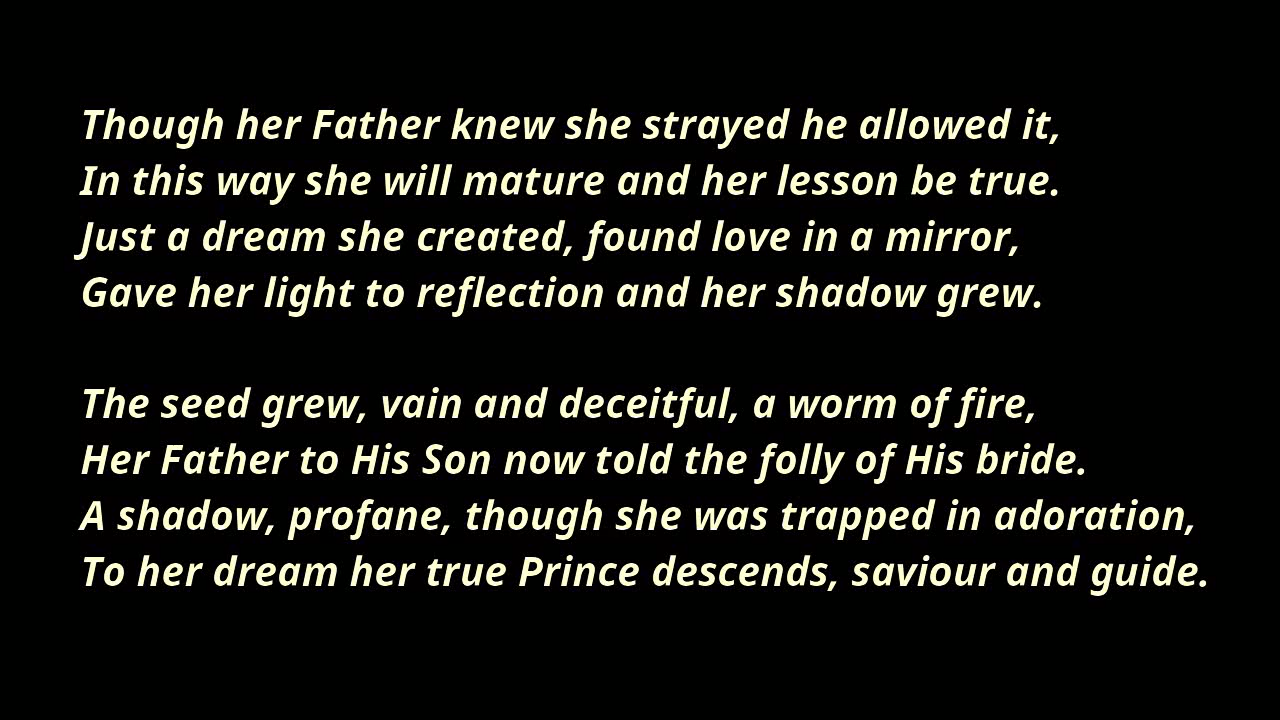 Though her Father knew she strayed he allowed it,
In this way she will mature and her lesson be true.
Just a dream she created, found love in a mirror,
Gave her light to reflection and her shadow grew.

The seed grew, vain and deceitful, a worm of fire,
Her Father to His Son now told the folly of His bride.
A shadow, profane, though she was trapped in adoration,
To her dream her true Prince descends, saviour and guide.